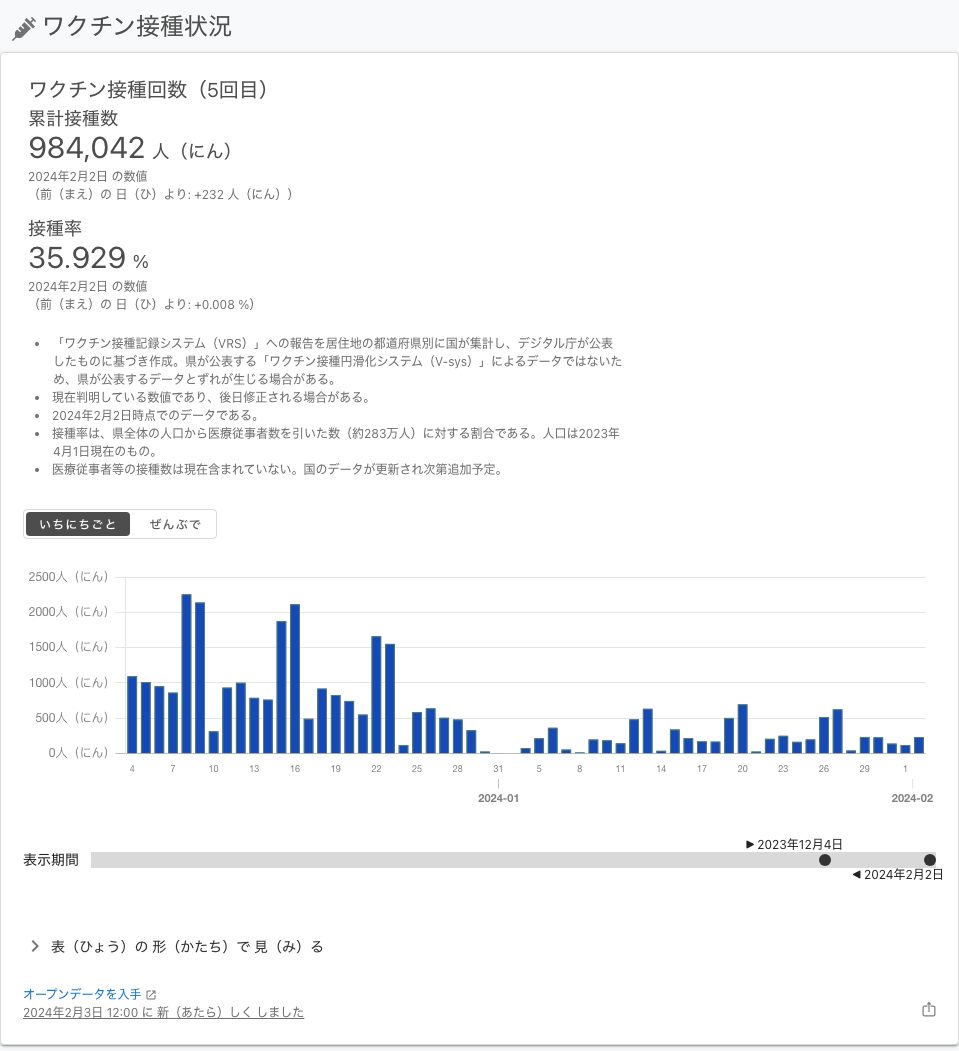 ワクチン接種状況
ワクチン接種回数（5回目）
累計接種数
984,042 人（にん）
2024年2月2日 の数値
（前（まえ）の 日（ひ）より: +232 人（にん））
接種率
35.929 %
2024年2月2日 の数値
（前（まえ）の 日（ひ）より: +0.008 %）
• 「ワクチン接種記録システム（VRS）」への報告を居住地の都道府県別に国が集計し、デジタル庁が公表
したものに基づき作成。県が公表する「ワクチン接種円滑化システム（V-sys）」によるデータではないた
め、県が公表するデータとずれが生じる場合がある。
• 現在判明している数値であり、後日修正される場合がある。
• 2024年2月2日時点でのデータである。
• 接種率は、県全体の人口から医療従事者数を引いた数（約283万人）に対する割合である。人口は2023年
4月1日現在のもの。
• 医療従事者等の接種数は現在含まれていない。国のデータが更新され次第追加予定。
いちにちごと ぜんぶで
2500人（にん）
2000人（にん）
1500人（にん）
1000人（にん）
500人（にん）
0人（にん）
4 7 10 13 16 19 22 25 28 31 5 8 11 14 17 20 23 26 29 1
2024-01 2024-02
▶ 2023年12月4日
表示期間
◀ 2024年2月2日
表（ひょう）の 形（かたち）で 見（み）る
オープンデータを入手
2024年2月3日 12:00 に 新（あたら）しく しました